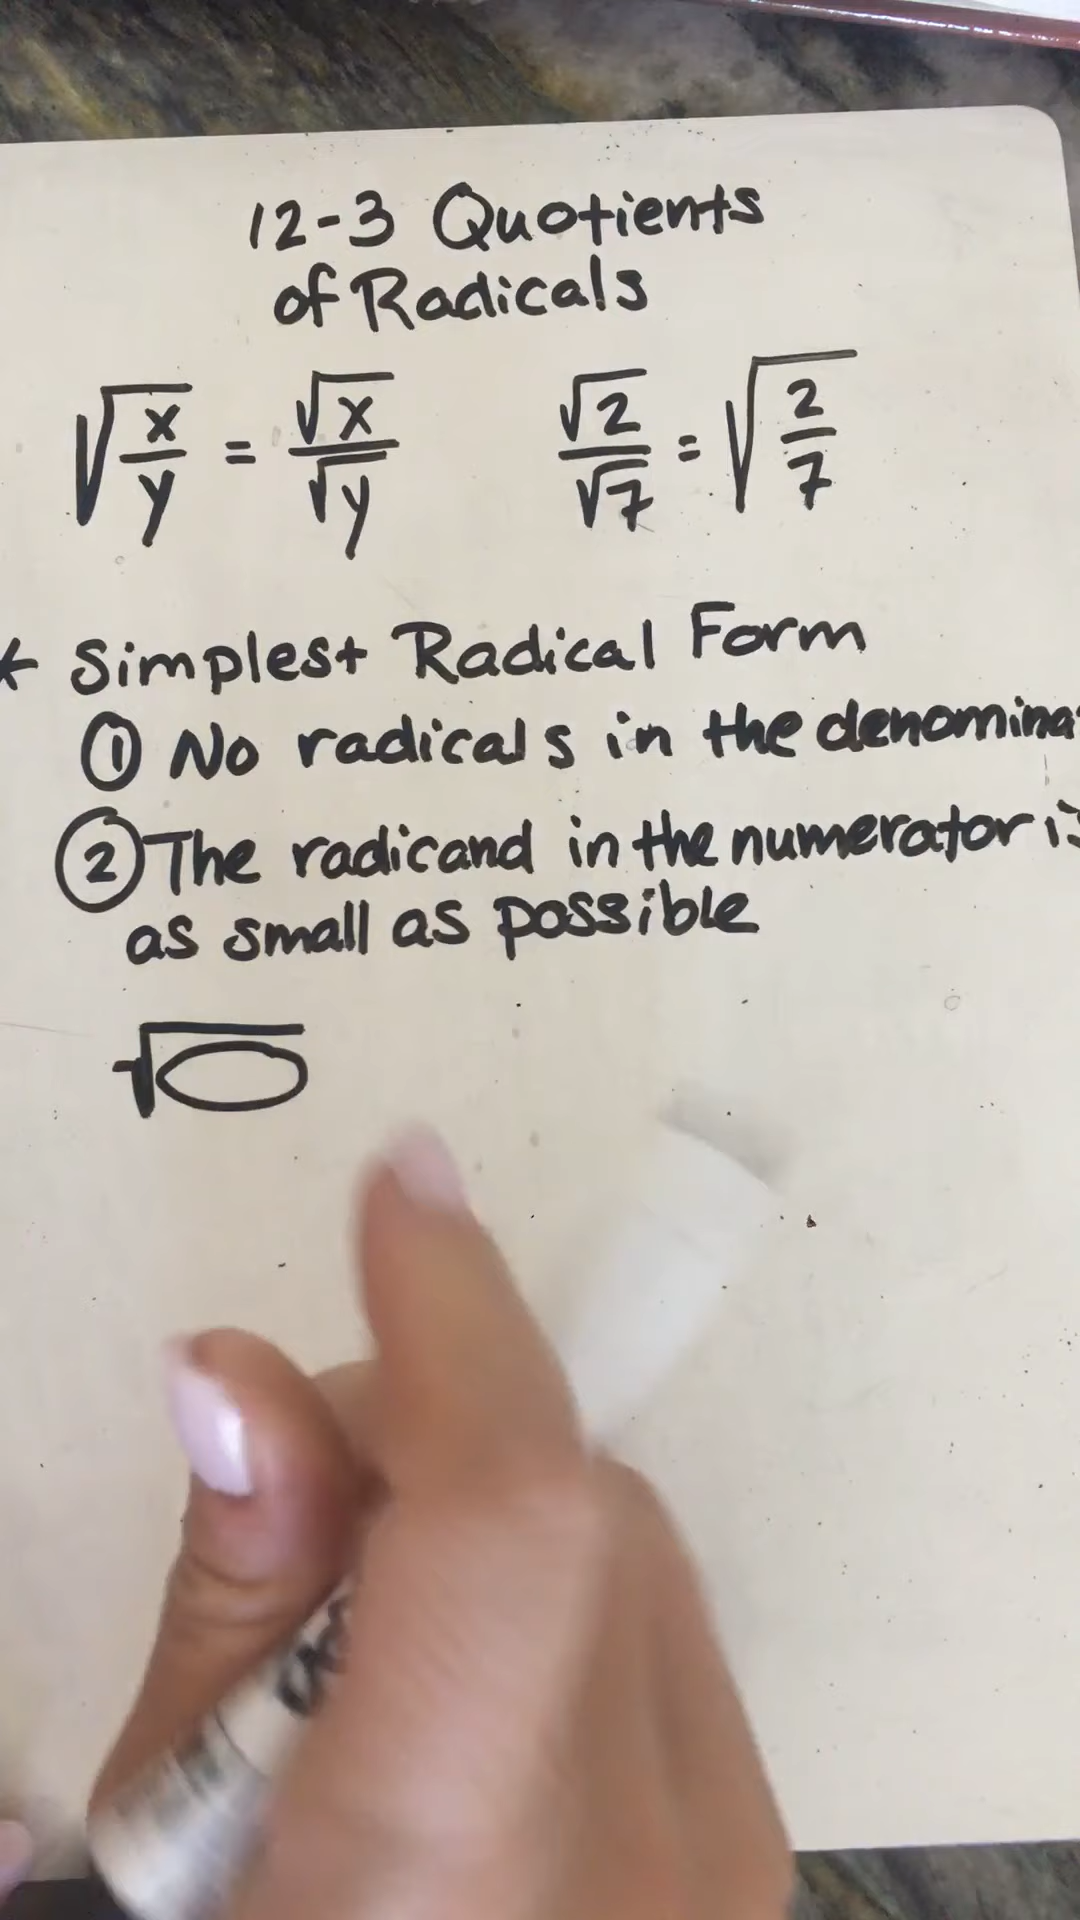 12-3 Quotients
of Radicals
√(x/y) = √x/√y √2/√7 = √(2/7)
* Simplest Radical Form
① No radicals in the denomina
② The radicand in the numerator is
as small as possible